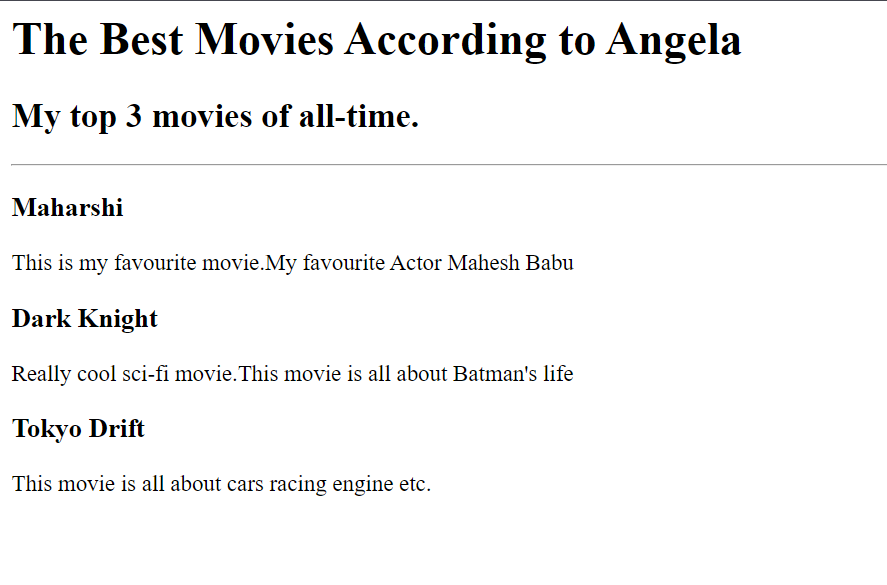 The Best Movies According to Angela
My top 3 movies of all-time.
Maharshi
This is my favourite movie.My favourite Actor Mahesh Babu
Dark Knight
Really cool sci-fi movie.This movie is all about Batman's life
Tokyo Drift
This movie is all about cars racing engine etc.